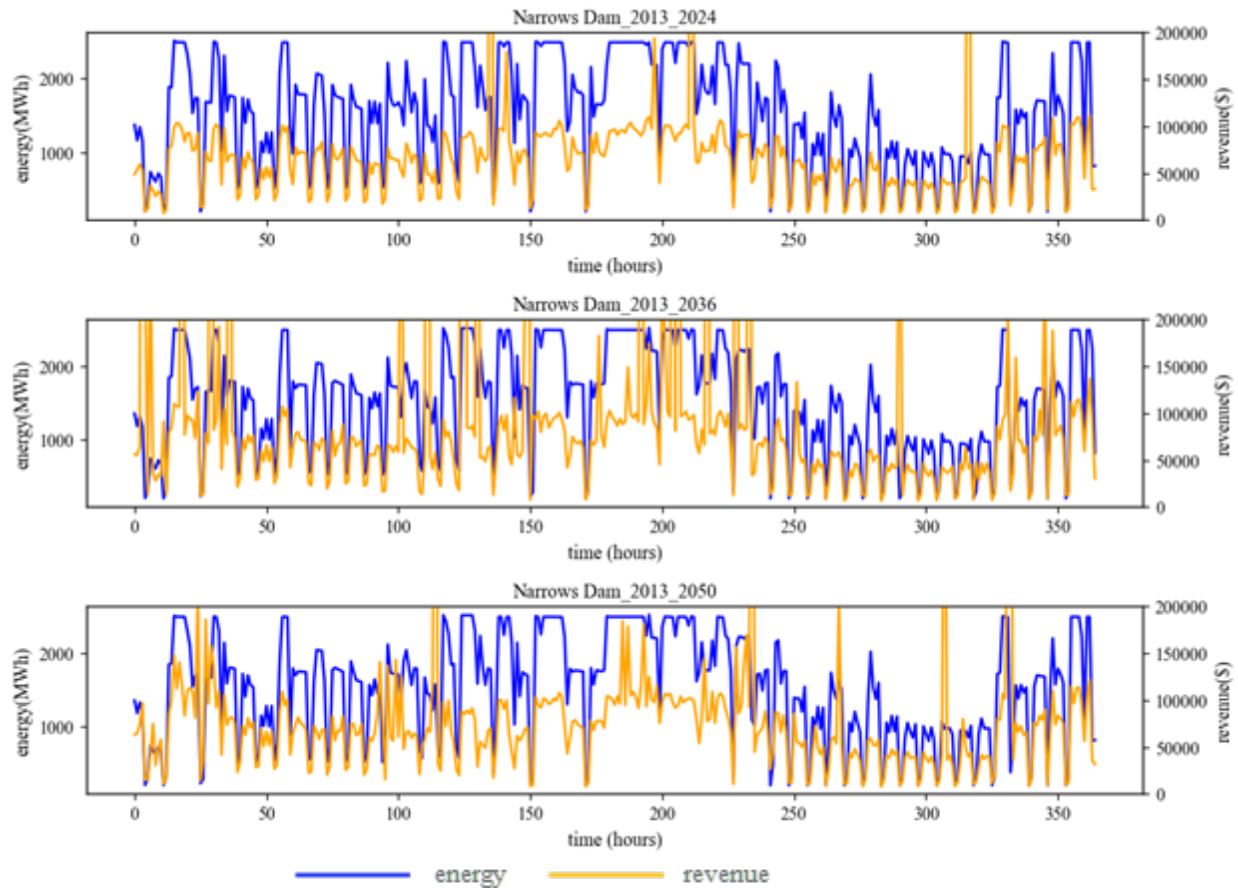 Narrows Dam_2013_2024
energy(MWh)
2000
1000
200000
150000
100000
50000
0
revenue($)
0 50 100 150 200 250 300 350
time (hours)
Narrows Dam_2013_2036
energy(MWh)
2000
1000
200000
150000
100000
50000
0
revenue($)
0 50 100 150 200 250 300 350
time (hours)
Narrows Dam_2013_2050
energy(MWh)
2000
1000
200000
150000
100000
50000
0
revenue($)
0 50 100 150 200 250 300 350
time (hours)
energy revenue